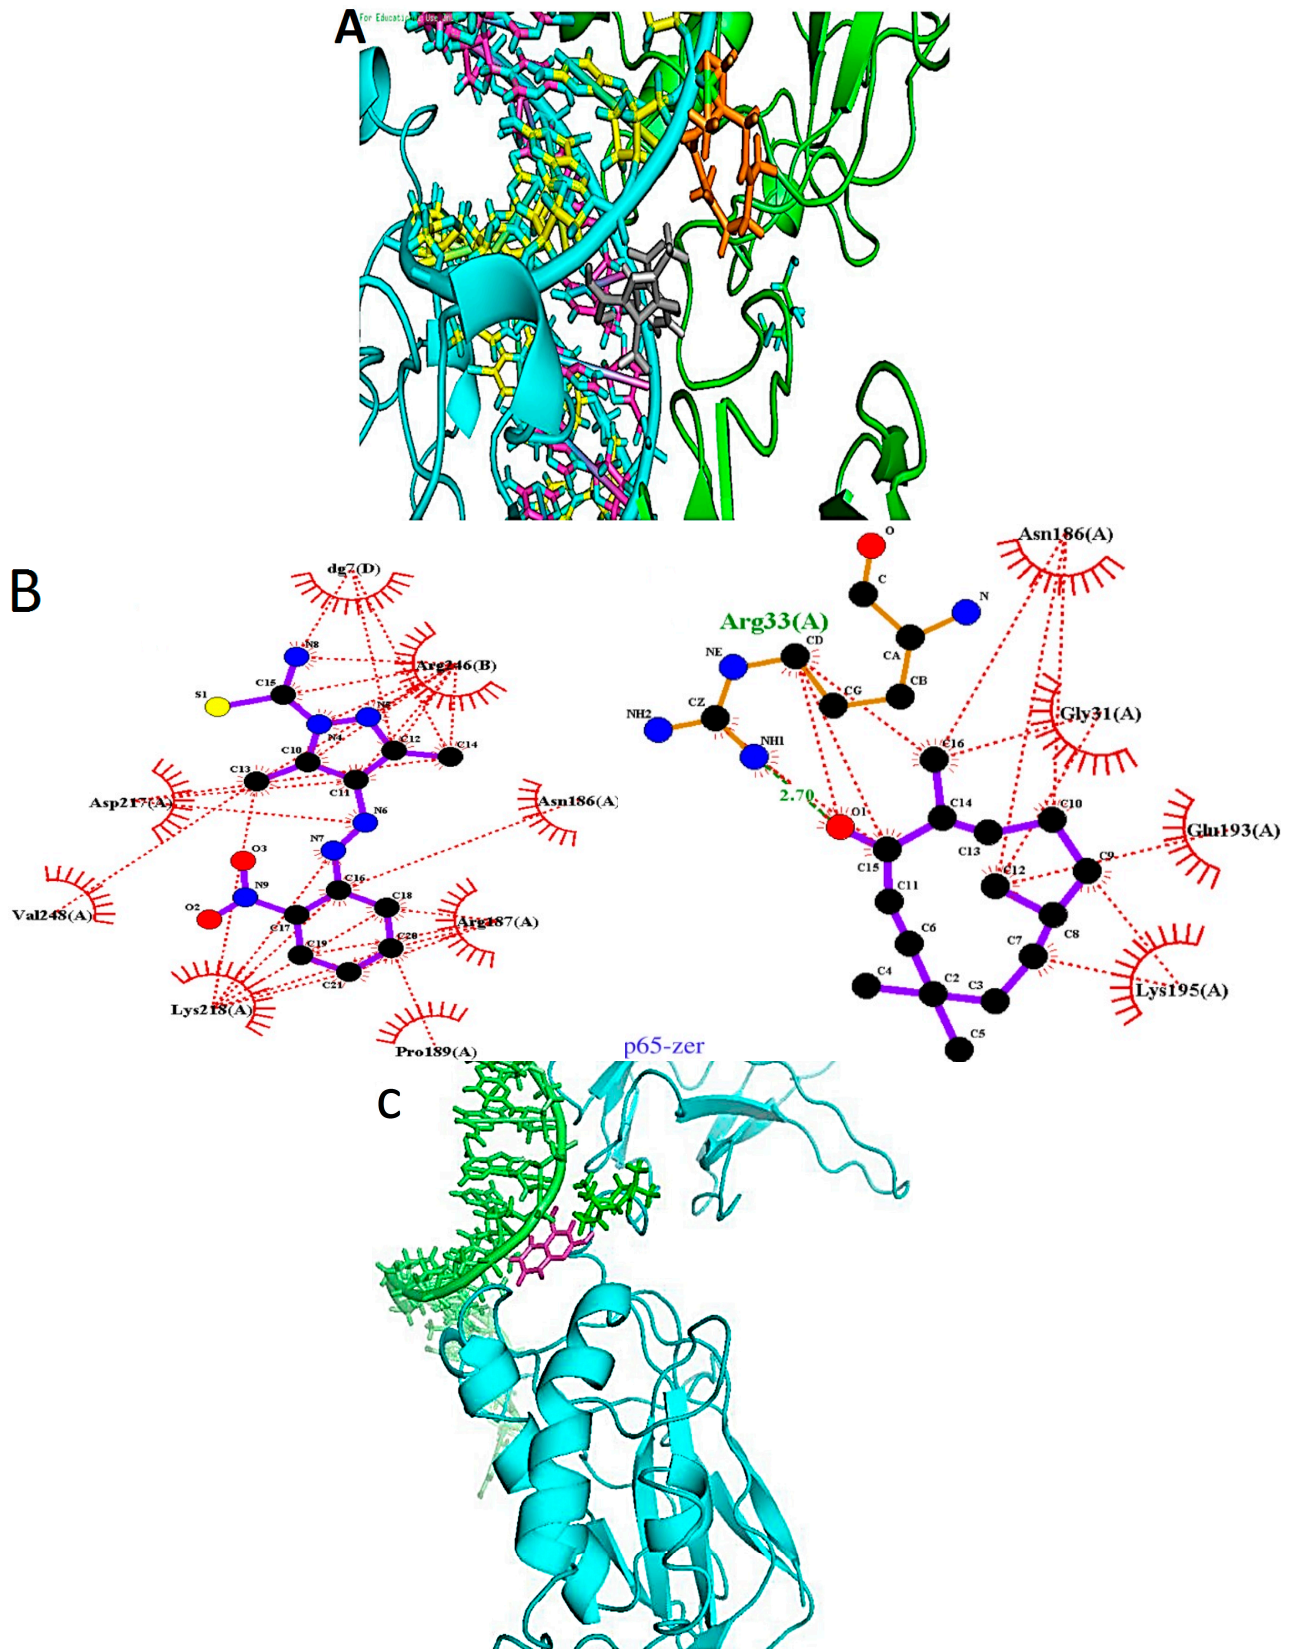 A
For Educational Use Only
B
dg7(D)
N8
Arg246(B)
C15
S1
N5
N4
C12
C10
C14
C13
C11
Asp217(A)
Asn186(A)
N6
N7
O3
C16
N9
C18
O2
C17
Val248(A)
Arg187(A)
C19
C20
C21
Lys218(A)
Pro189(A)
O
Asn186(A)
C
N
Arg33(A)
CD
CA
NE
CB
CG
CZ
Gly31(A)
NH2
NH1
C16
2.70
O1
C14
C10
C13
Glu193(A)
C15
C12
C9
C11
C8
C6
C7
C4
C2
C3
Lys195(A)
C5
p65-zer
C